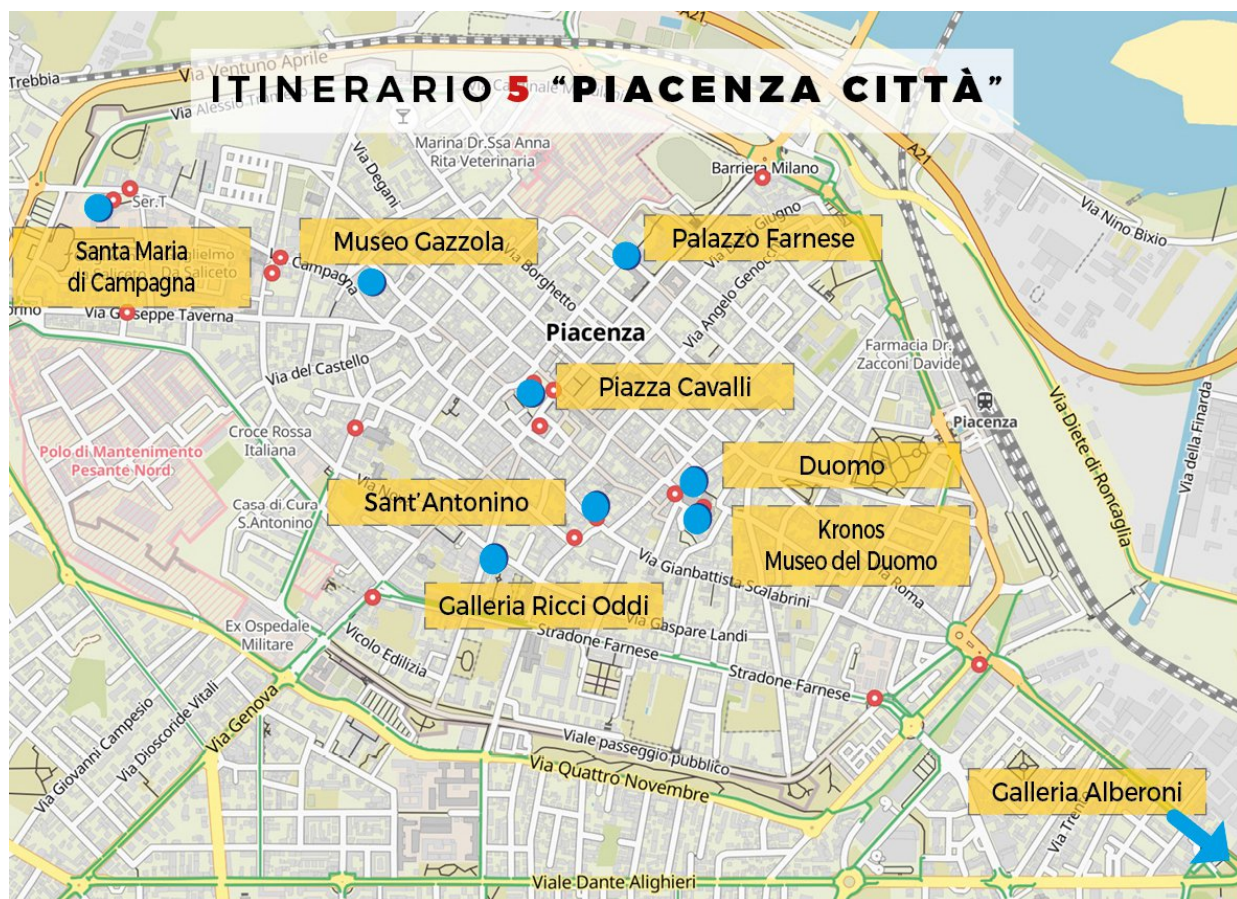 ITINERARIO 5 “PIACENZA CITTÀ”
A21
Via Ventuno Aprile
Trebbia
A21
Marina Dr.Ssa Anna
Rita Veterinaria
Via Degani
Barriera Milano
Ser.T
Via Nino Bixio
Santa Maria
di Campagna
Museo Gazzola
Palazzo Farnese
Campagna
Via Borghetto
Via Angelo Genocchi
Via Giuseppe Taverna
Piacenza
Farmacia Dr.
Zacconi Davide
Via del Castello
Piazza Cavalli
Piacenza
Via Diete di Roncaglia
Via della Finarda
Croce Rossa
Italiana
Polo di Mantenimento
Pesante Nord
Duomo
Sant’Antonino
Casa di Cura
S.Antonino
Kronos
Museo del Duomo
Via Gianbattista Scalabrini
Via Roma
Galleria Ricci Oddi
Via Gaspare Landi
Ex Ospedale
Militare
Vicolo Edilizia
Stradone Farnese
Stradone Farnese
Via Giovanni Campesio
Via Dioscoride Vitali
Via Genova
Viale passeggio pubblico
Via Quattro Novembre
Galleria Alberoni
Viale Dante Alighieri